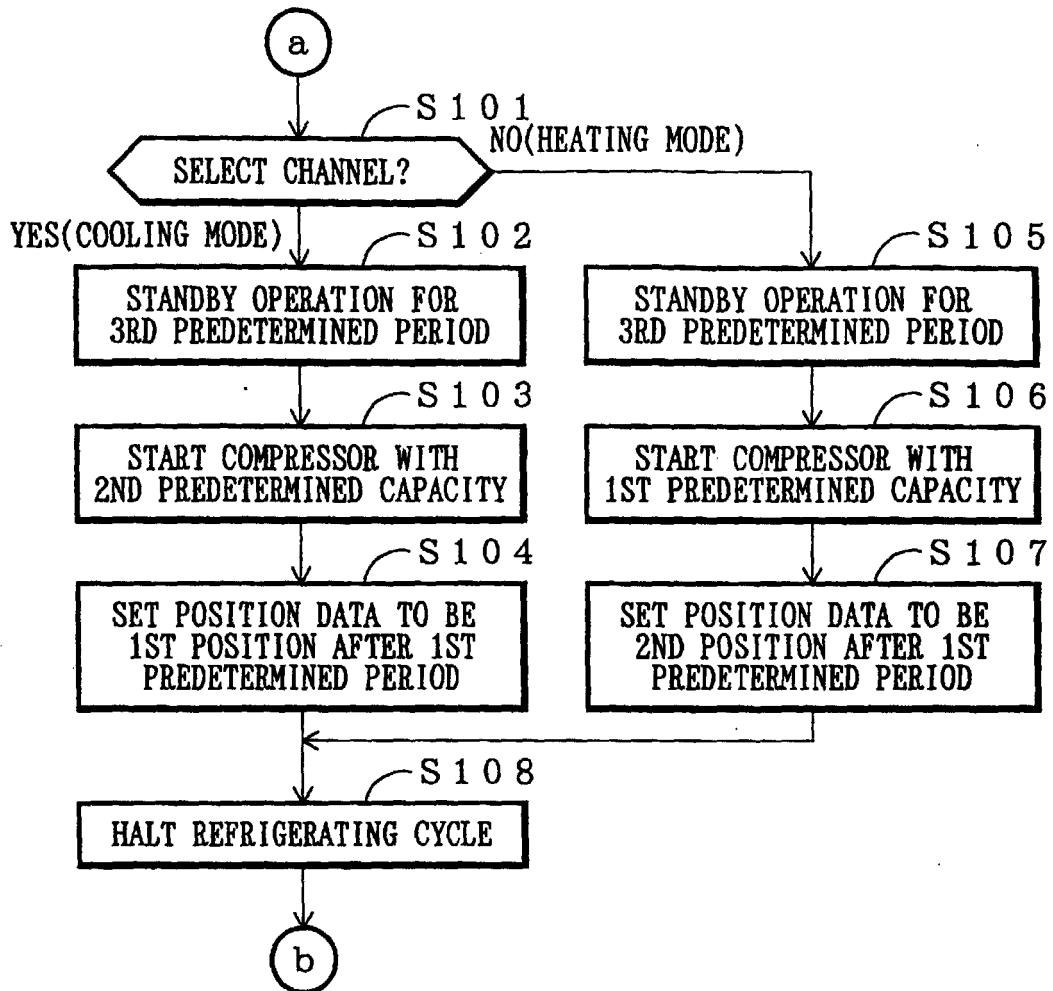 a
S101
NO(HEATING MODE)
SELECT CHANNEL?
YES(COOLING MODE)
S102
STANDBY OPERATION FOR
3RD PREDETERMINED PERIOD
S103
START COMPRESSOR WITH
2ND PREDETERMINED CAPACITY
S104
SET POSITION DATA TO BE
1ST POSITION AFTER 1ST
PREDETERMINED PERIOD
S105
STANDBY OPERATION FOR
3RD PREDETERMINED PERIOD
S106
START COMPRESSOR WITH
1ST PREDETERMINED CAPACITY
S107
SET POSITION DATA TO BE
2ND POSITION AFTER 1ST
PREDETERMINED PERIOD
S108
HALT REFRIGERATING CYCLE
b